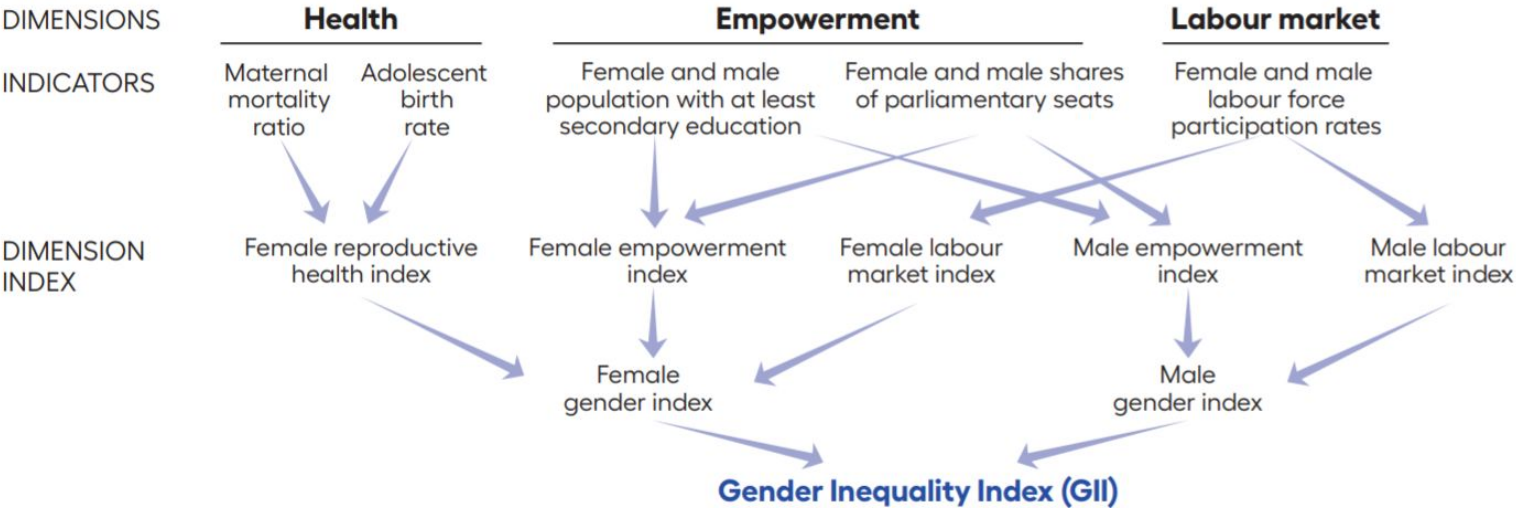 DIMENSIONS
Health
Empowerment
Labour market
INDICATORS
Maternal
mortality
ratio
Adolescent
birth
rate
Female and male
population with at least
secondary education
Female and male shares
of parliamentary seats
Female and male
labour force
participation rates
DIMENSION
INDEX
Female reproductive
health index
Female empowerment
index
Female labour
market index
Male empowerment
index
Male labour
market index
Female
gender index
Male
gender index
Gender Inequality Index (GII)